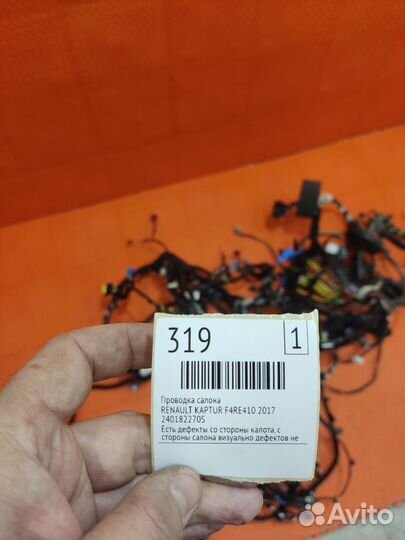 319
1
Проводка салона
RENAULT KAPTUR F4RE410 2017
240182270S
Есть дефекты со стороны капота, с
стороны салона визуально дефектов не
Avito